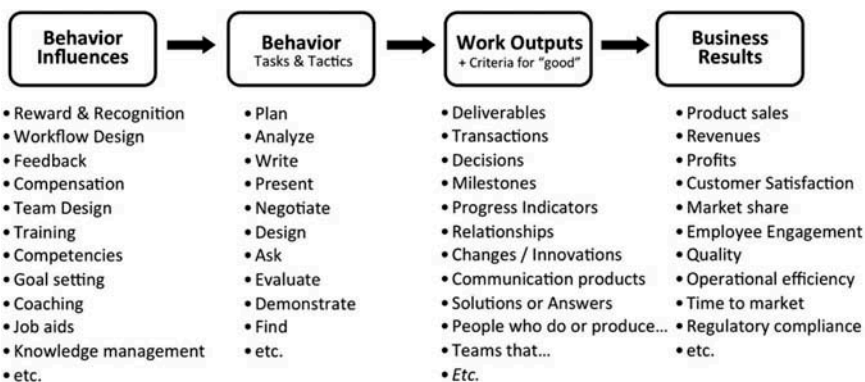 Behavior
Influences
Behavior
Tasks & Tactics
Work Outputs
+ Criteria for “good”
Business
Results
• Reward & Recognition
• Workflow Design
• Feedback
• Compensation
• Team Design
• Training
• Competencies
• Goal setting
• Coaching
• Job aids
• Knowledge management
• etc.
• Plan
• Analyze
• Write
• Present
• Negotiate
• Design
• Ask
• Evaluate
• Demonstrate
• Find
• etc.
• Deliverables
• Transactions
• Decisions
• Milestones
• Progress Indicators
• Relationships
• Changes / Innovations
• Communication products
• Solutions or Answers
• People who do or produce...
• Teams that...
• Etc.
• Product sales
• Revenues
• Profits
• Customer Satisfaction
• Market share
• Employee Engagement
• Quality
• Operational efficiency
• Time to market
• Regulatory compliance
• etc.